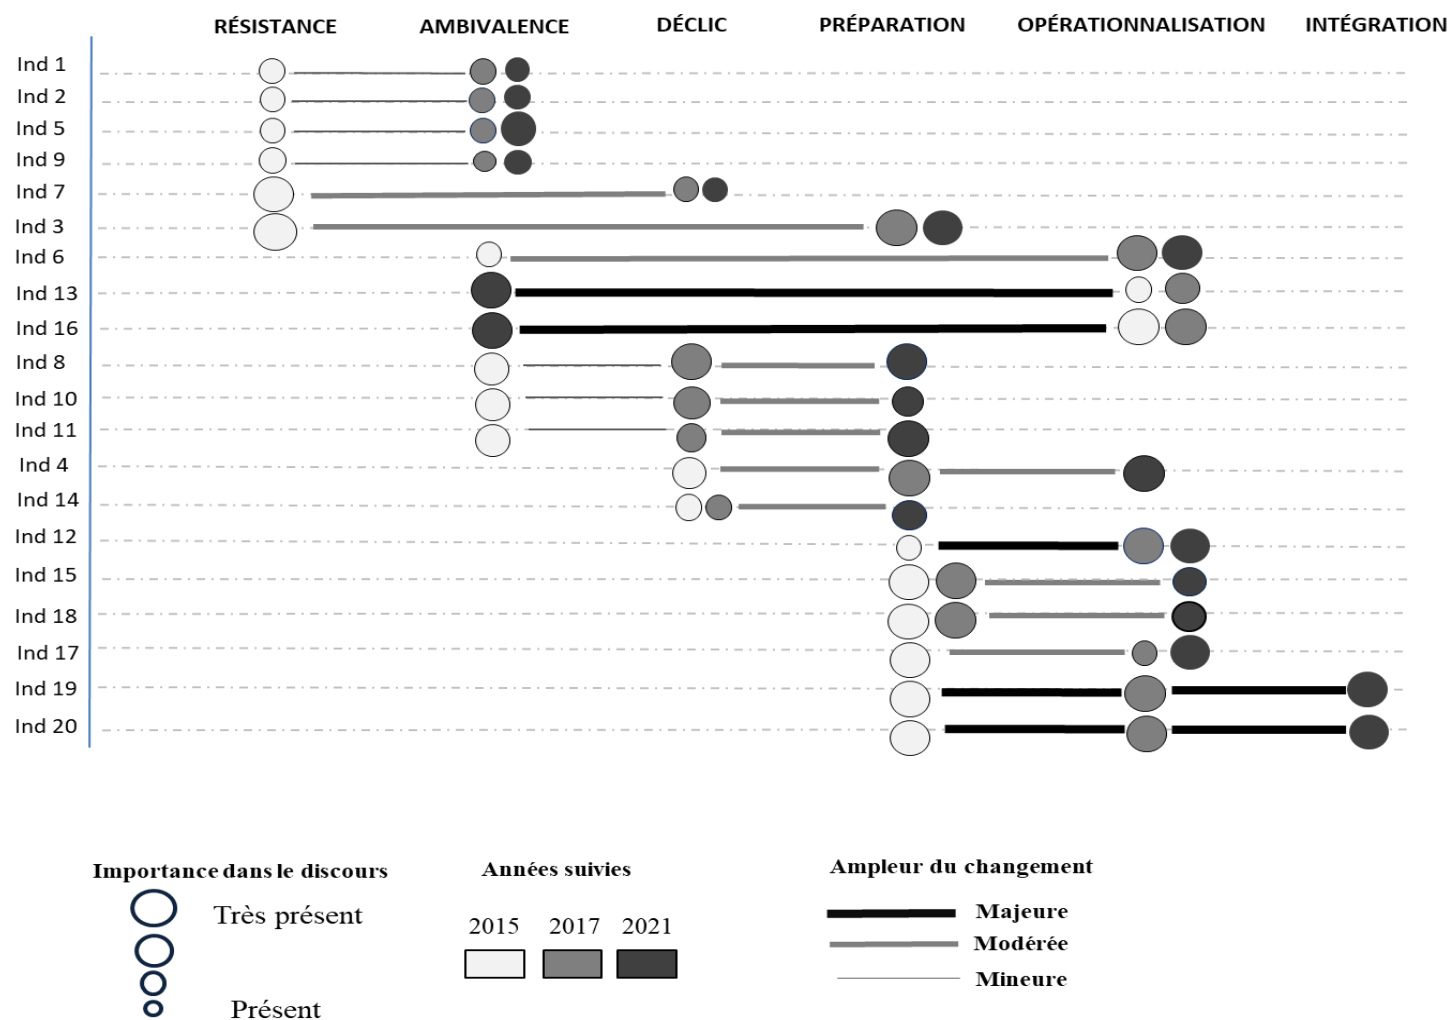 RÉSISTANCE AMBIVALENCE DÉCLIC PRÉPARATION OPÉRATIONNALISATION INTÉGRATION
Ind 1
Ind 2
Ind 5
Ind 9
Ind 7
Ind 3
Ind 6
Ind 13
Ind 16
Ind 8
Ind 10
Ind 11
Ind 4
Ind 14
Ind 12
Ind 15
Ind 18
Ind 17
Ind 19
Ind 20
Importance dans le discours
Très présent
Présent
Années suivies
2015 2017 2021
Ampleur du changement
Majeure
Modérée
Mineure